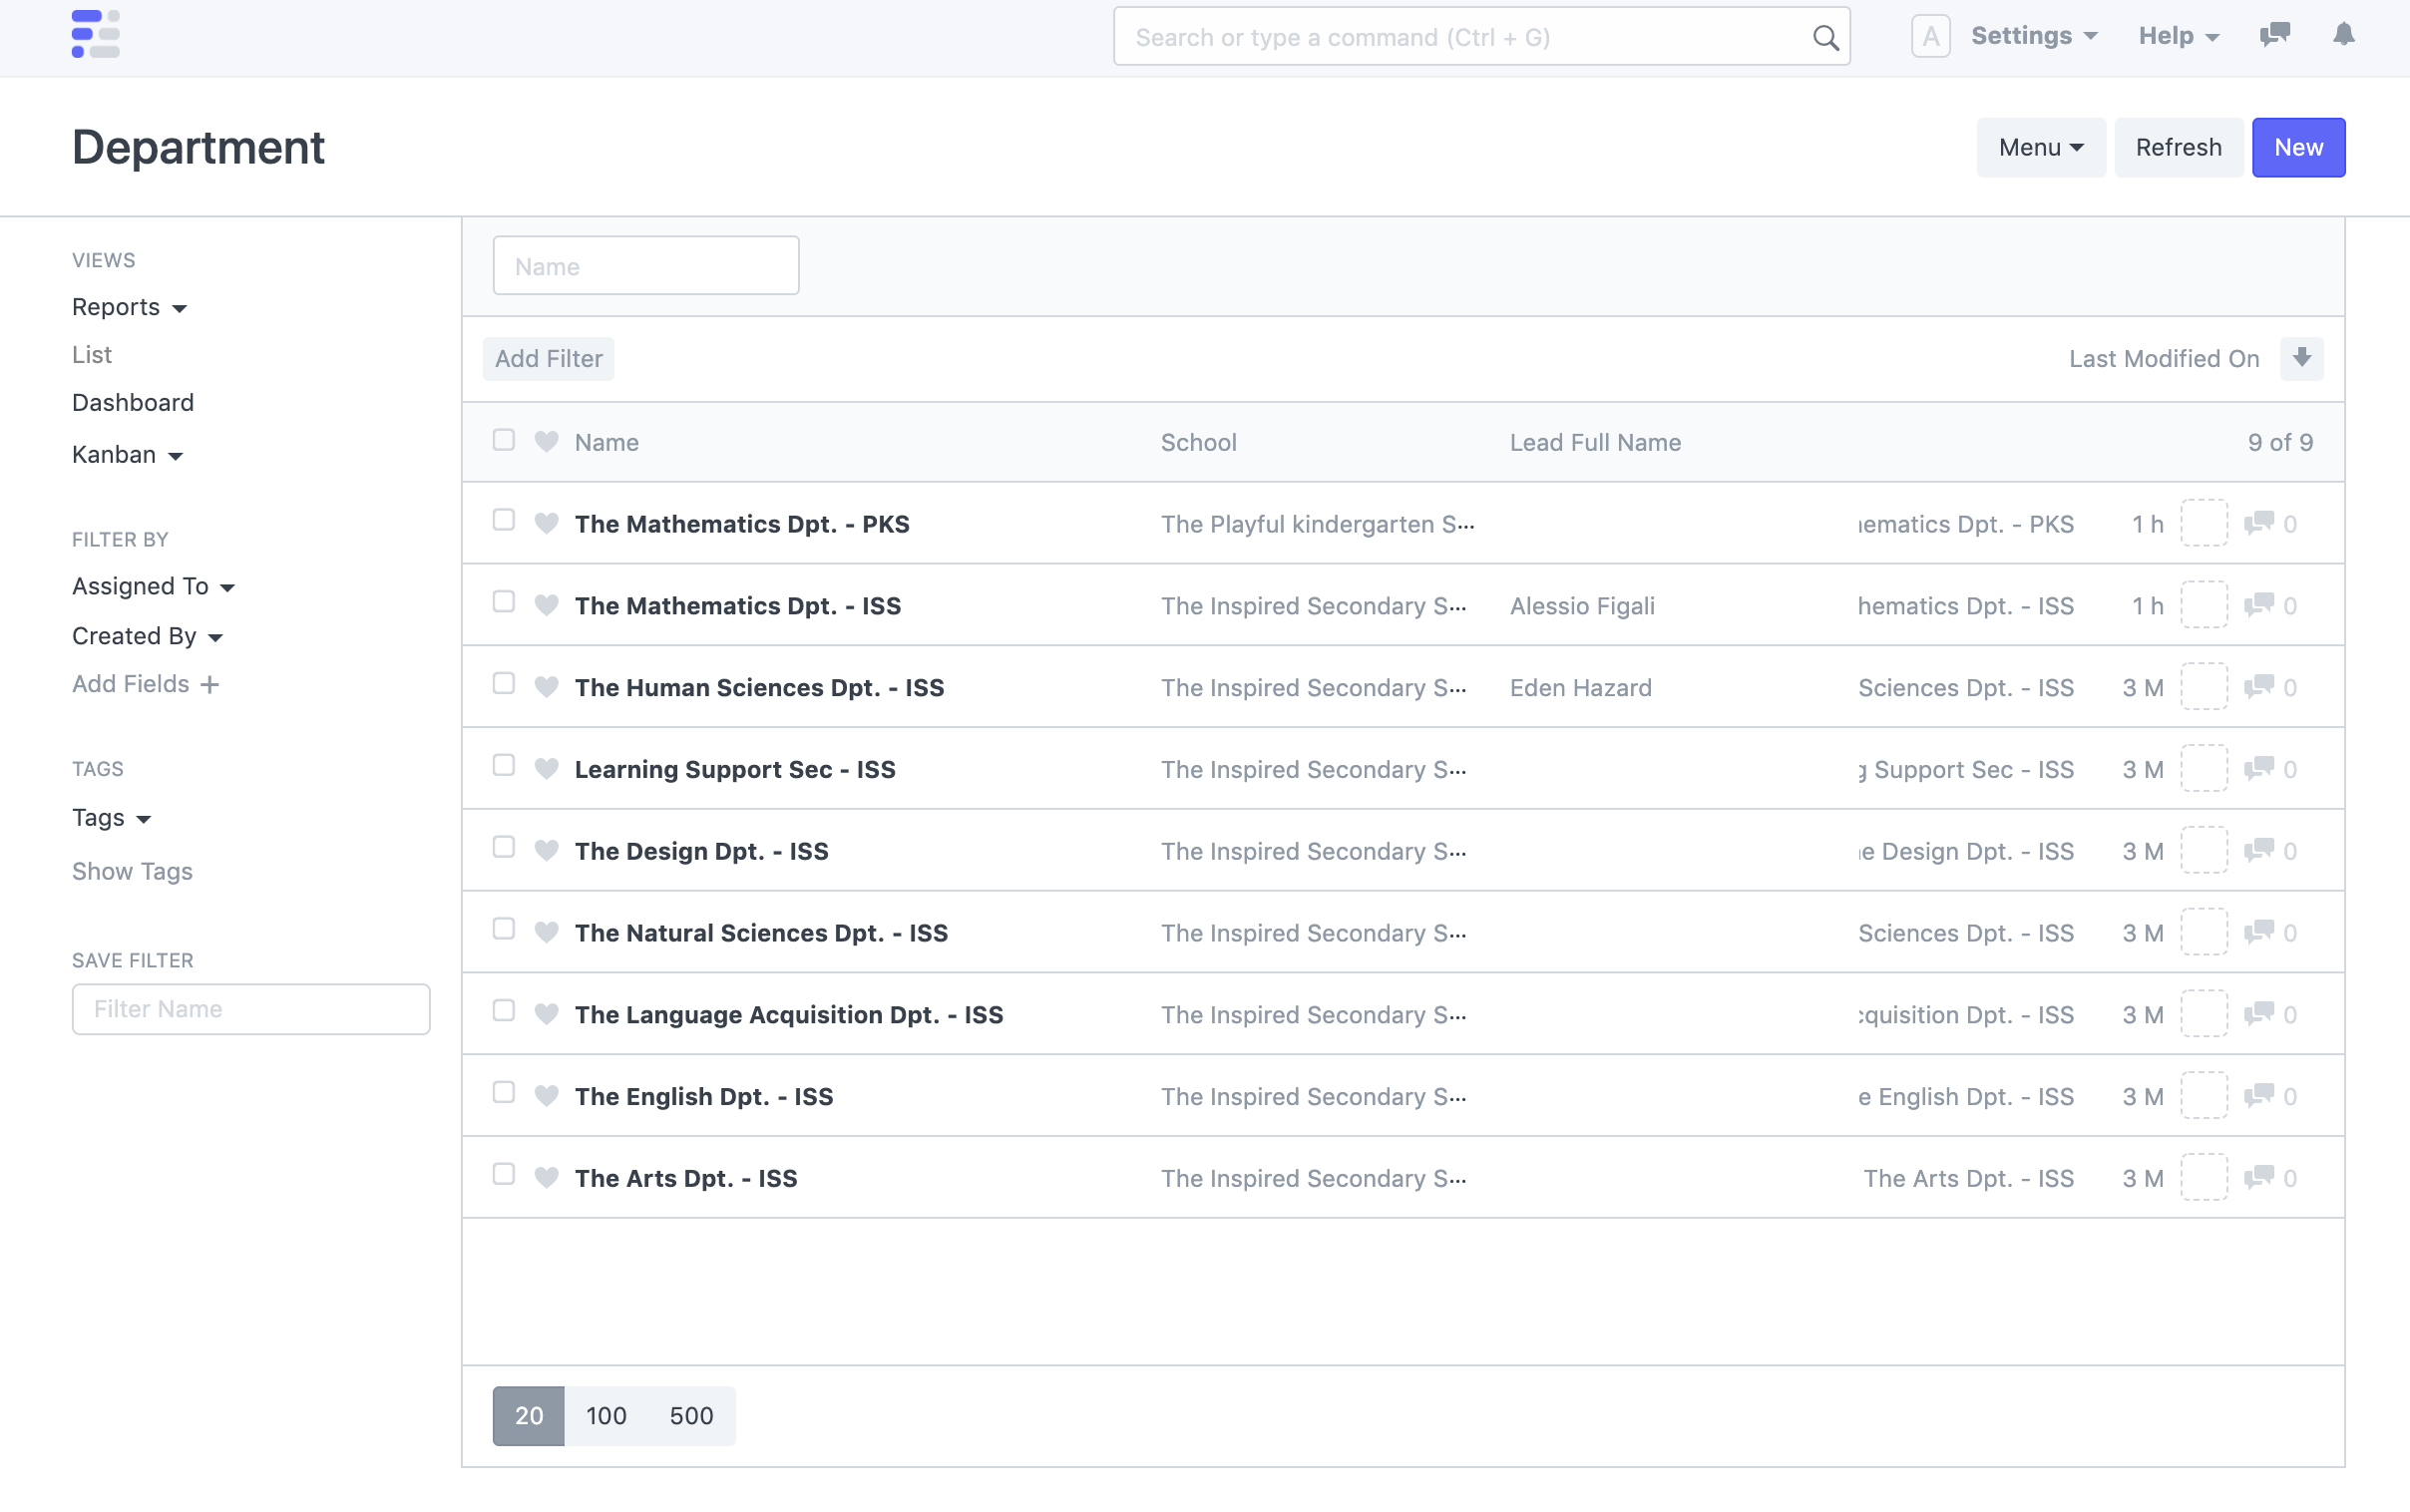 Search or type a command (Ctrl + G)
A Settings Help
Department
Menu Refresh New
VIEWS
Reports
List
Dashboard
Kanban
FILTER BY
Assigned To
Created By
Add Fields +
TAGS
Tags
Show Tags
SAVE FILTER
Filter Name
Name
Add Filter Last Modified On
Name School Lead Full Name 9 of 9
The Mathematics Dpt. - PKS The Playful kindergarten S... Dpt. - PKS 1 h 0
The Mathematics Dpt. - ISS The Inspired Secondary S... Alessio Figali hematics Dpt. - ISS 1 h 0
The Human Sciences Dpt. - ISS The Inspired Secondary S... Eden Hazard Sciences Dpt. - ISS 3 M 0
Learning Support Sec - ISS The Inspired Secondary S... Support Sec - ISS 3 M 0
The Design Dpt. - ISS The Inspired Secondary S... Design Dpt. - ISS 3 M 0
The Natural Sciences Dpt. - ISS The Inspired Secondary S... Sciences Dpt. - ISS 3 M 0
The Language Acquisition Dpt. - ISS The Inspired Secondary S... Dpt. - ISS 3 M 0
The English Dpt. - ISS The Inspired Secondary S... e English Dpt. - ISS 3 M 0
The Arts Dpt. - ISS The Inspired Secondary S... The Arts Dpt. - ISS 3 M 0
20 100 500